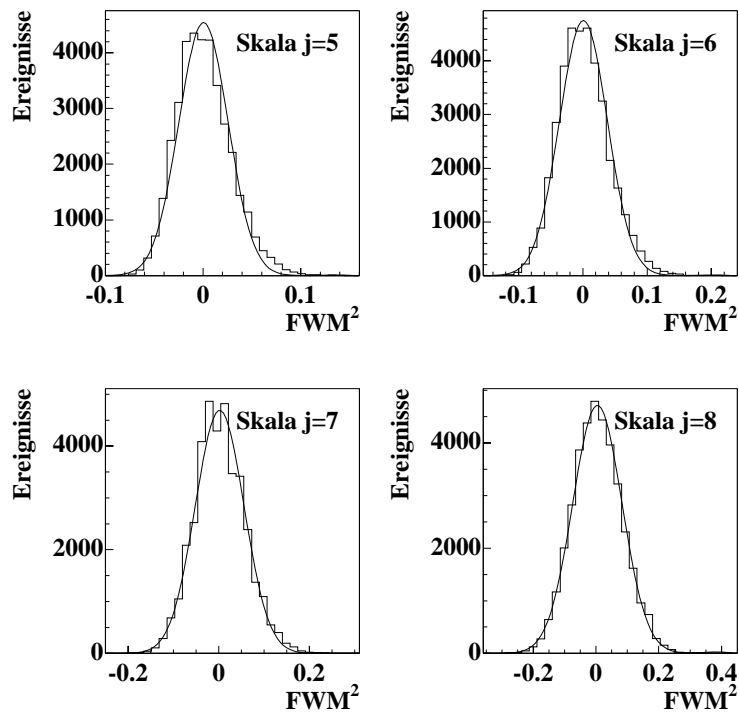 Ereignisse
Skala j=5
4000
3000
2000
1000
0
-0.1 0 0.1
FWM²
Ereignisse
Skala j=6
4000
3000
2000
1000
0
-0.1 0 0.1 0.2
FWM²
Ereignisse
Skala j=7
4000
2000
0
-0.2 0 0.2
FWM²
Ereignisse
Skala j=8
4000
2000
0
-0.2 0 0.2 0.4
FWM²